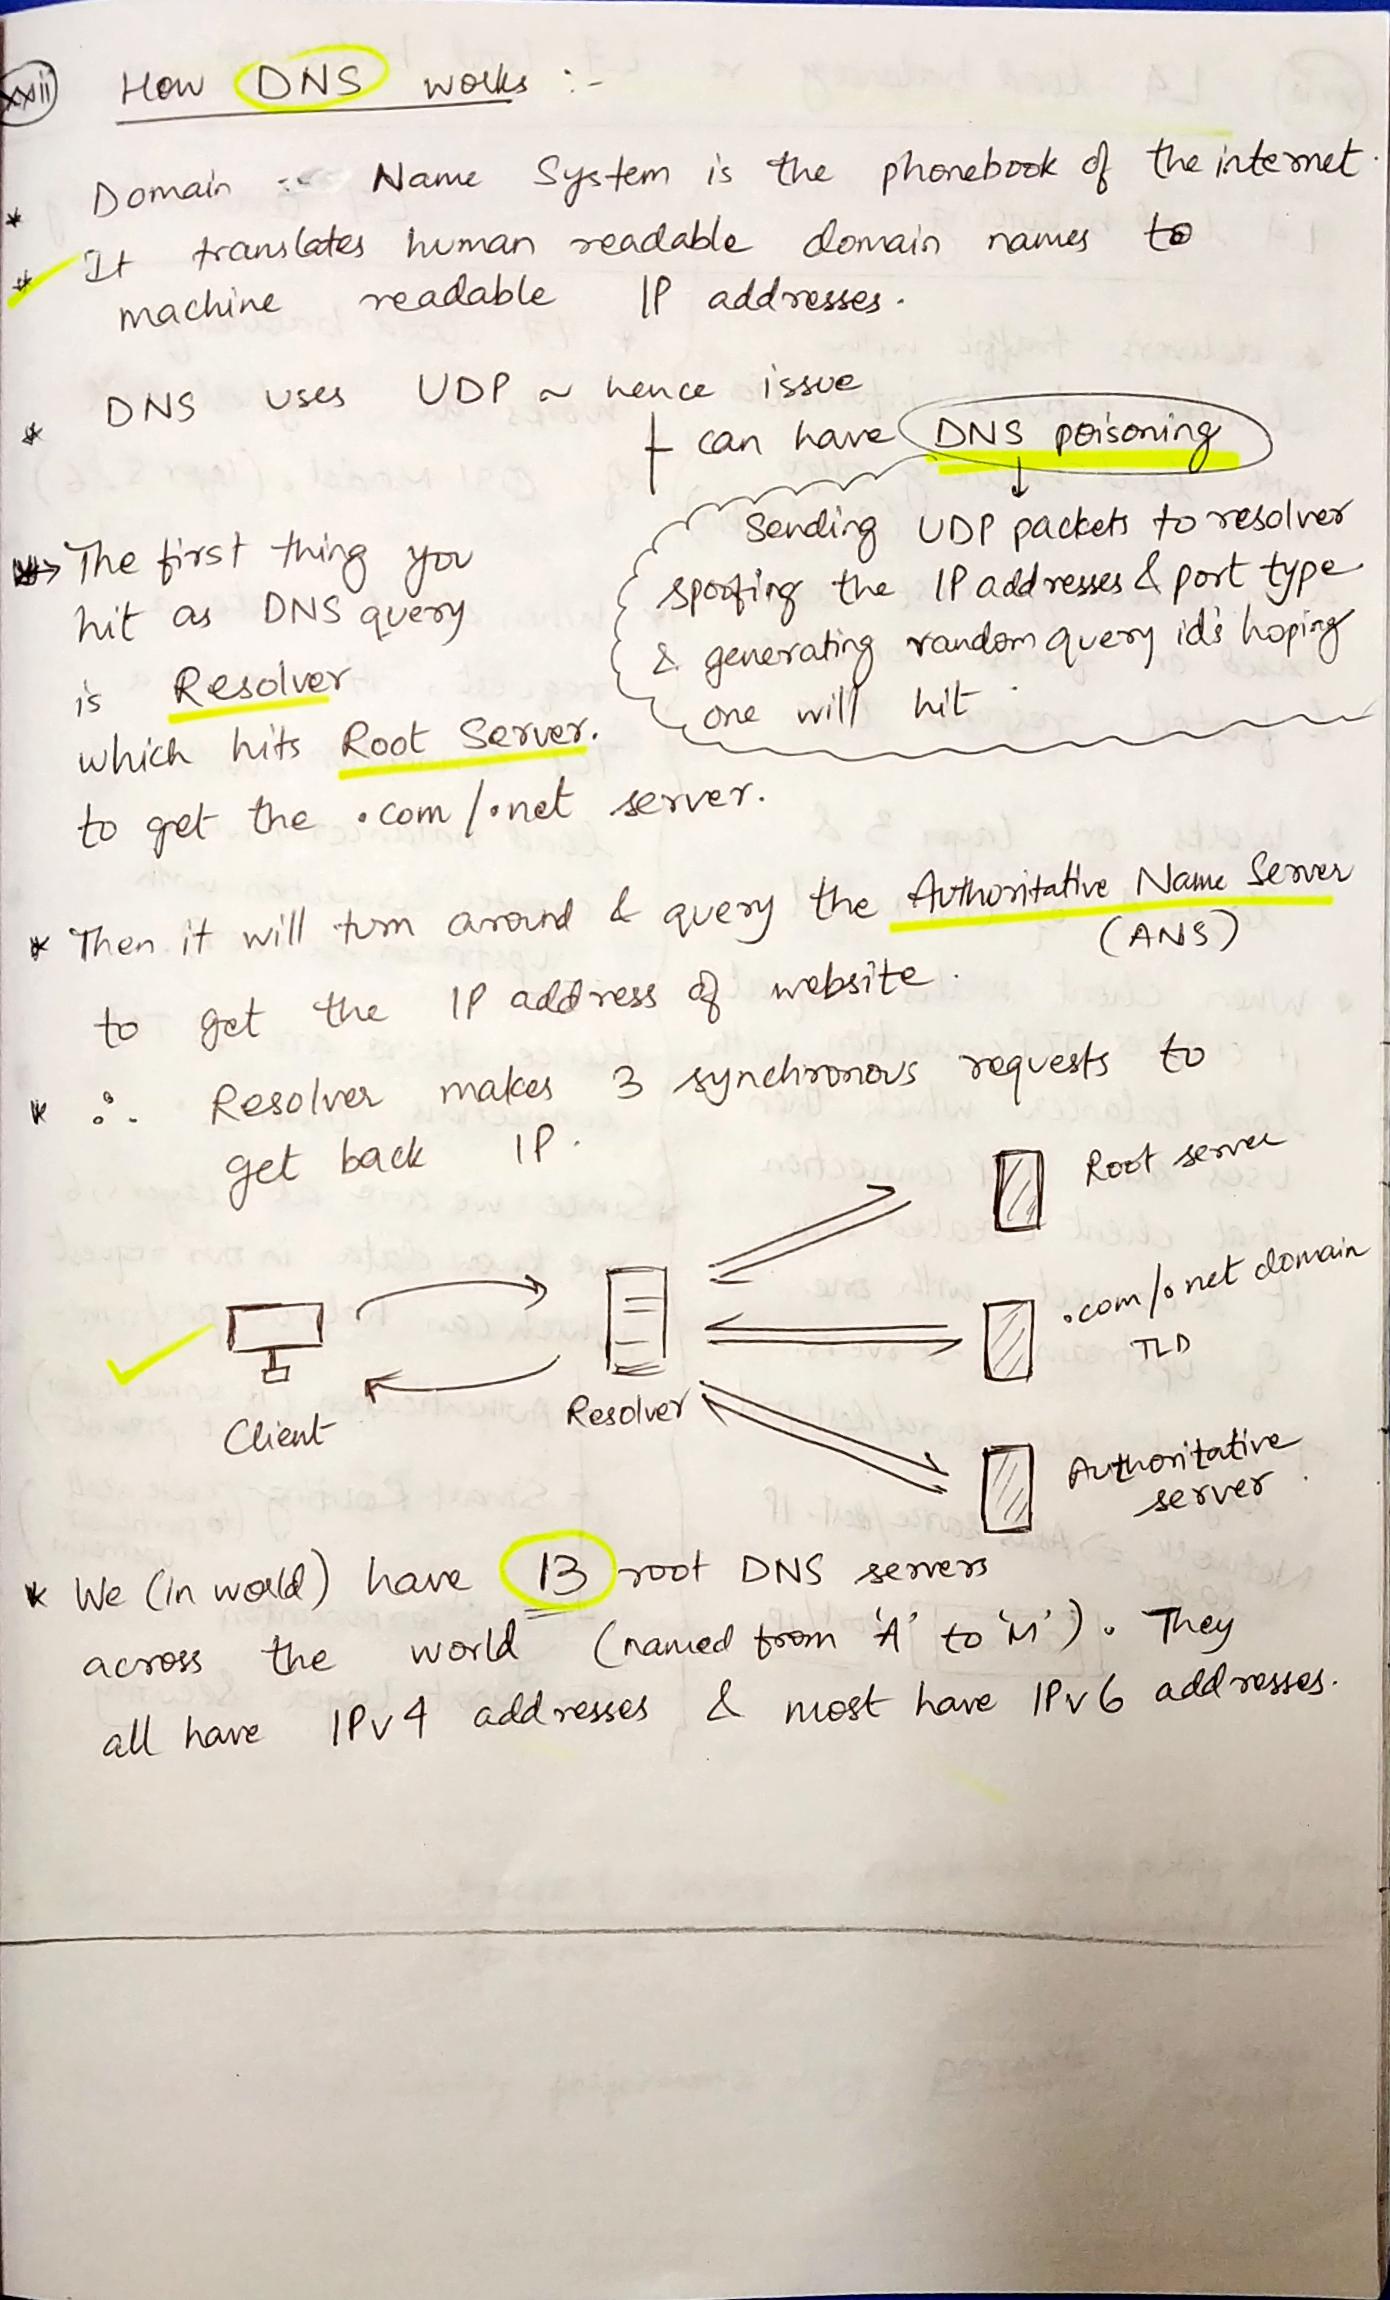 xxii
How DNS works :-
* Domain Name System is the phonebook of the internet.
* It translates human readable domain names to
machine readable IP addresses.
* DNS uses UDP ~ hence issue
can have DNS poisoning
Sending UDP packets to resolver
spoofing the IP addresses & port type
& generating random query id's hoping
one will hit.
The first thing you
hit as DNS query
is Resolver
which hits Root Server.
to get the .com/.net server.
* Then it will turn around & query the Authoritative Name Server
(ANS)
to get the IP address of website.
* ∴ Resolver makes 3 synchronous requests to
get back IP.
Root server
.com/.net domain
TLD
Client
Resolver
Authoritative
server.
* We (in world) have 13 root DNS servers
across the world (named from 'A' to 'M'). They
all have IPv4 addresses & most have IPv6 addresses.